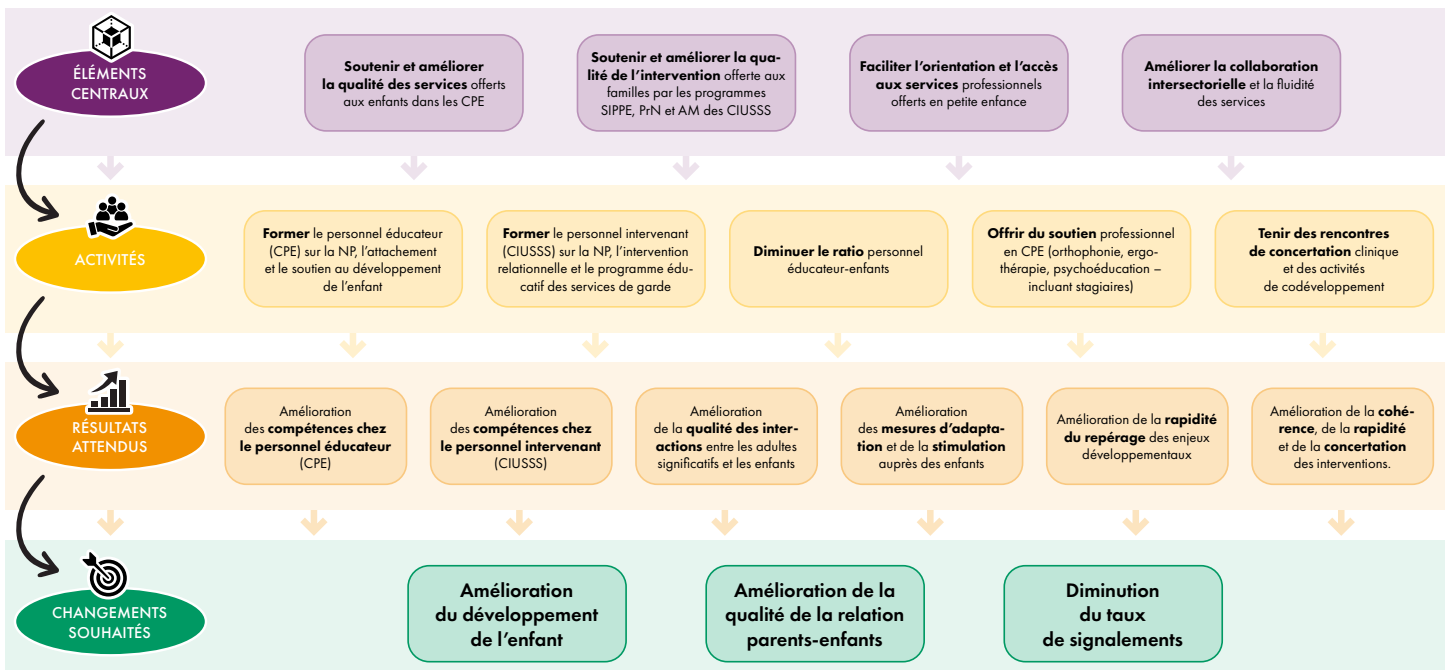 ÉLÉMENTS
CENTRAUX
Soutenir et améliorer
la qualité des services offerts
aux enfants dans les CPE
Soutenir et améliorer la qua-
lité de l’intervention offerte aux
familles par les programmes
SIPPE, PrN et AM des CIUSSS
Faciliter l’orientation et l’accès
aux services professionnels
offerts en petite enfance
Améliorer la collaboration
intersectorielle et la fluidité
des services
ACTIVITÉS
Former le personnel éducateur
(CPE) sur la NP, l’attachement
et le soutien au développement
de l’enfant
Former le personnel intervenant
(CIUSSS) sur la NP, l’intervention
relationnelle et le programme édu-
catif des services de garde
Diminuer le ratio personnel
éducateur-enfants
Offrir du soutien professionnel
en CPE (orthophonie, ergo-
thérapie, psychoéducation –
incluant stagiaires)
Tenir des rencontres
de concertation clinique
et des activités
de codéveloppement
RÉSULTATS
ATTENDUS
Amélioration
des compétences chez
le personnel éducateur
(CPE)
Amélioration
des compétences chez
le personnel intervenant
(CIUSSS)
Amélioration
de la qualité des inter-
actions entre les adultes
significatifs et les enfants
Amélioration
des mesures d’adapta-
tion et de la stimulation
auprès des enfants
Amélioration de la rapidité
du repérage des enjeux
développementaux
Amélioration de la cohé-
rence, de la rapidité
et de la concertation
des interventions.
CHANGEMENTS
SOUHAITÉS
Amélioration
du développement
de l’enfant
Amélioration de la
qualité de la relation
parents-enfants
Diminution
du taux
de signalements